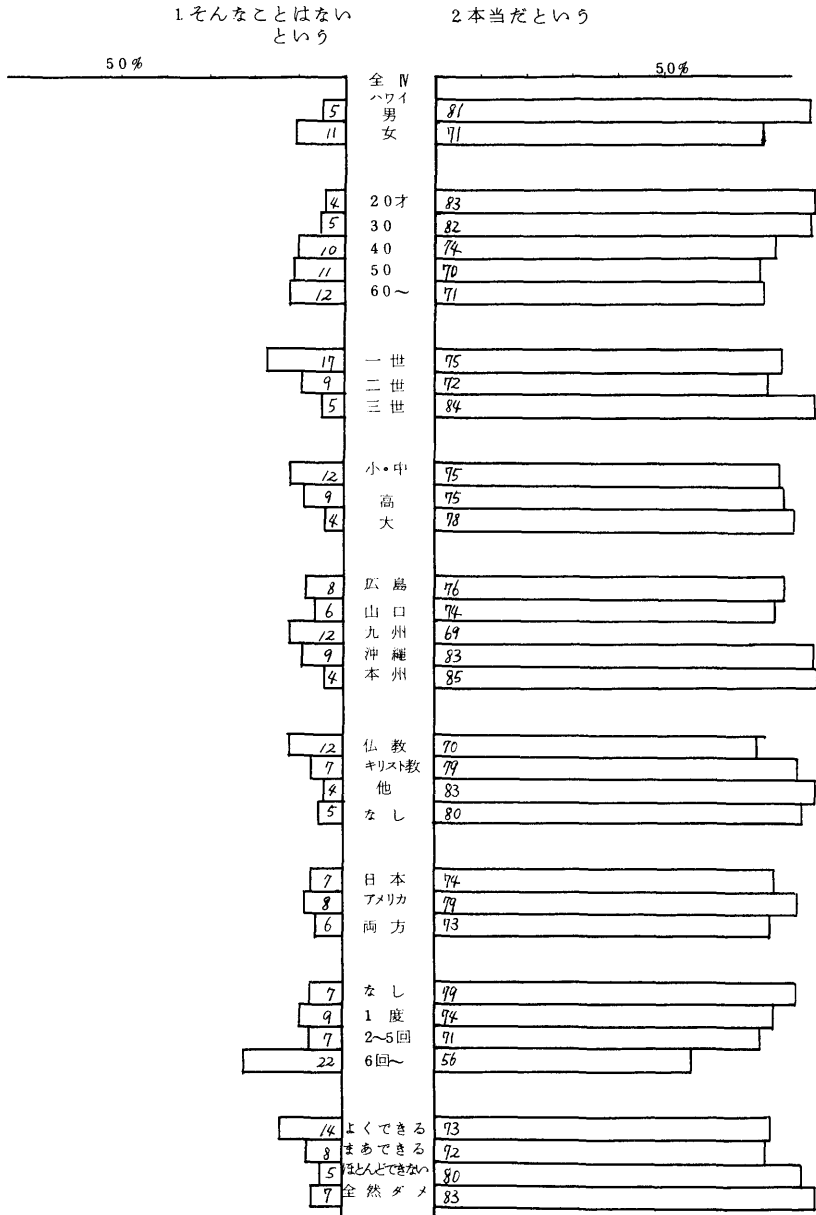 1そんなことはない
という
2本当だという
50%
50%
全 Ⅳ
ハワイ
5 男 81
11 女 71
4 20才 83
5 30 82
10 40 74
11 50 70
12 60～ 71
17 一世 75
9 二世 72
5 三世 84
12 小・中 75
9 高 75
4 大 78
8 広島 76
6 山口 74
12 九州 69
9 沖縄 83
4 本州 85
12 仏教 70
7 キリスト教 79
4 他 83
5 なし 80
7 日本 74
8 アメリカ 79
6 両方 73
7 なし 79
9 1度 74
7 2～5回 71
22 6回～ 56
14 よくできる 73
8 まあできる 72
5 ほとんどできない 80
7 全然ダメ 83